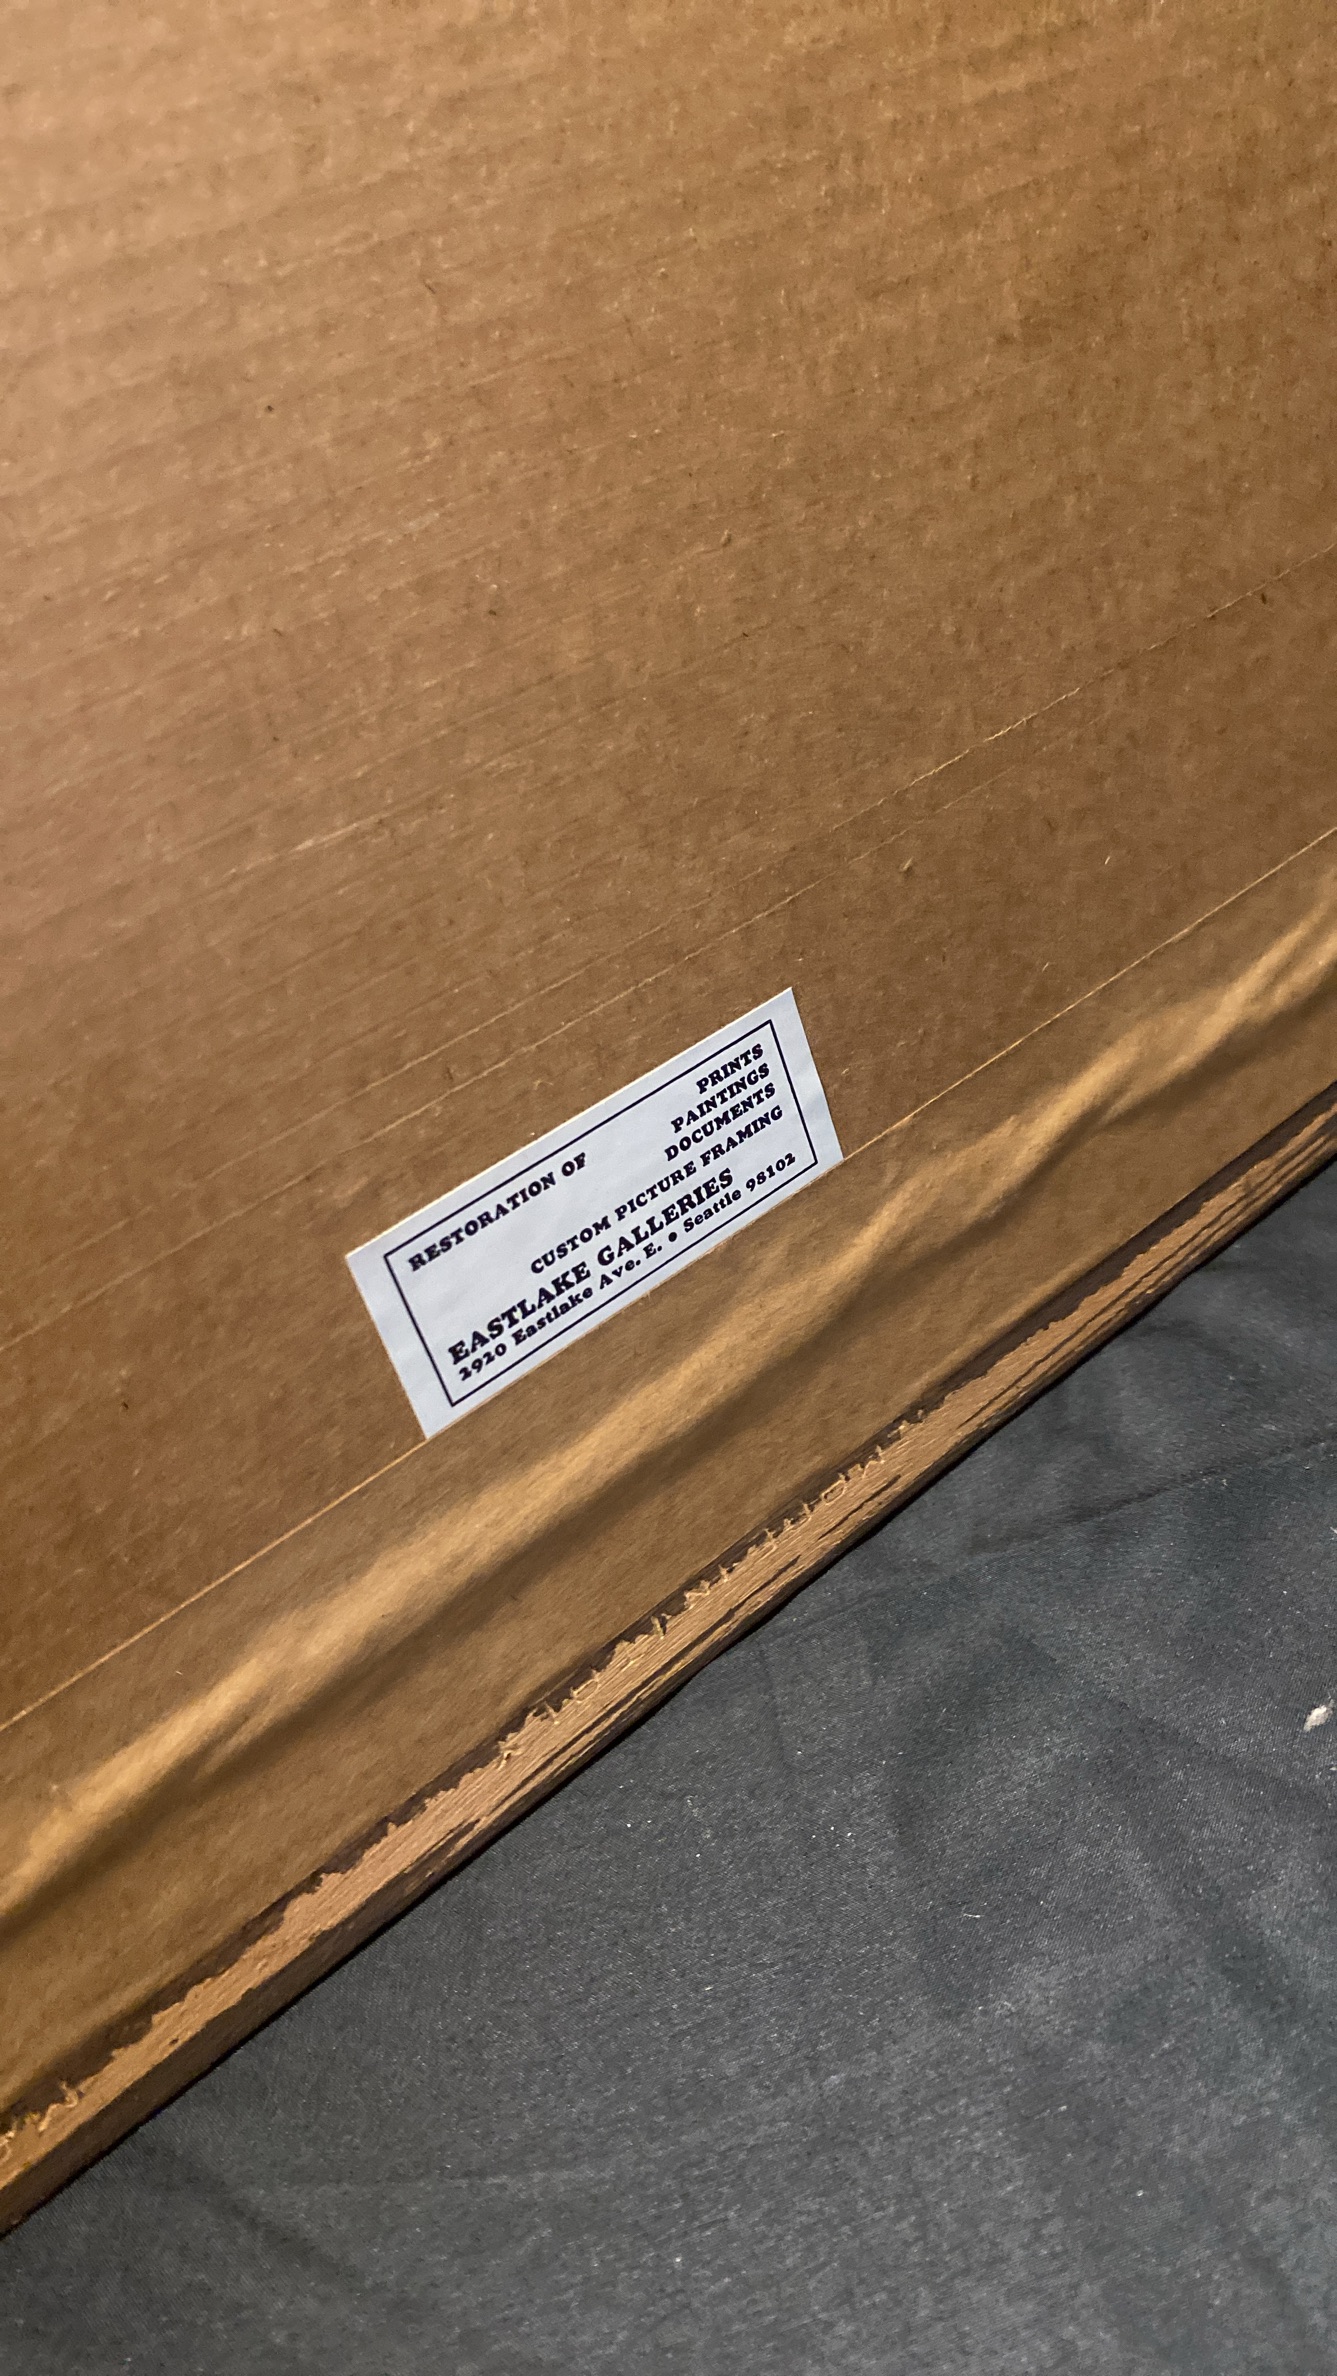 RESTORATION OF PRINTS
PAINTINGS
DOCUMENTS
CUSTOM PICTURE FRAMING
EASTLAKE GALLERIES
2920 Eastlake Ave. E. • Seattle 98102